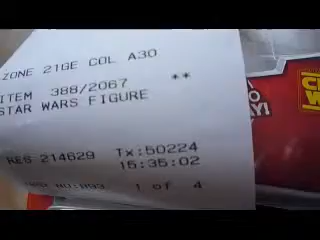 ZONE 21GE COL A30
ITEM 388/2067 **
STAR WARS FIGURE
RES 214629 Tx:50224
15:35:02
1 of 4